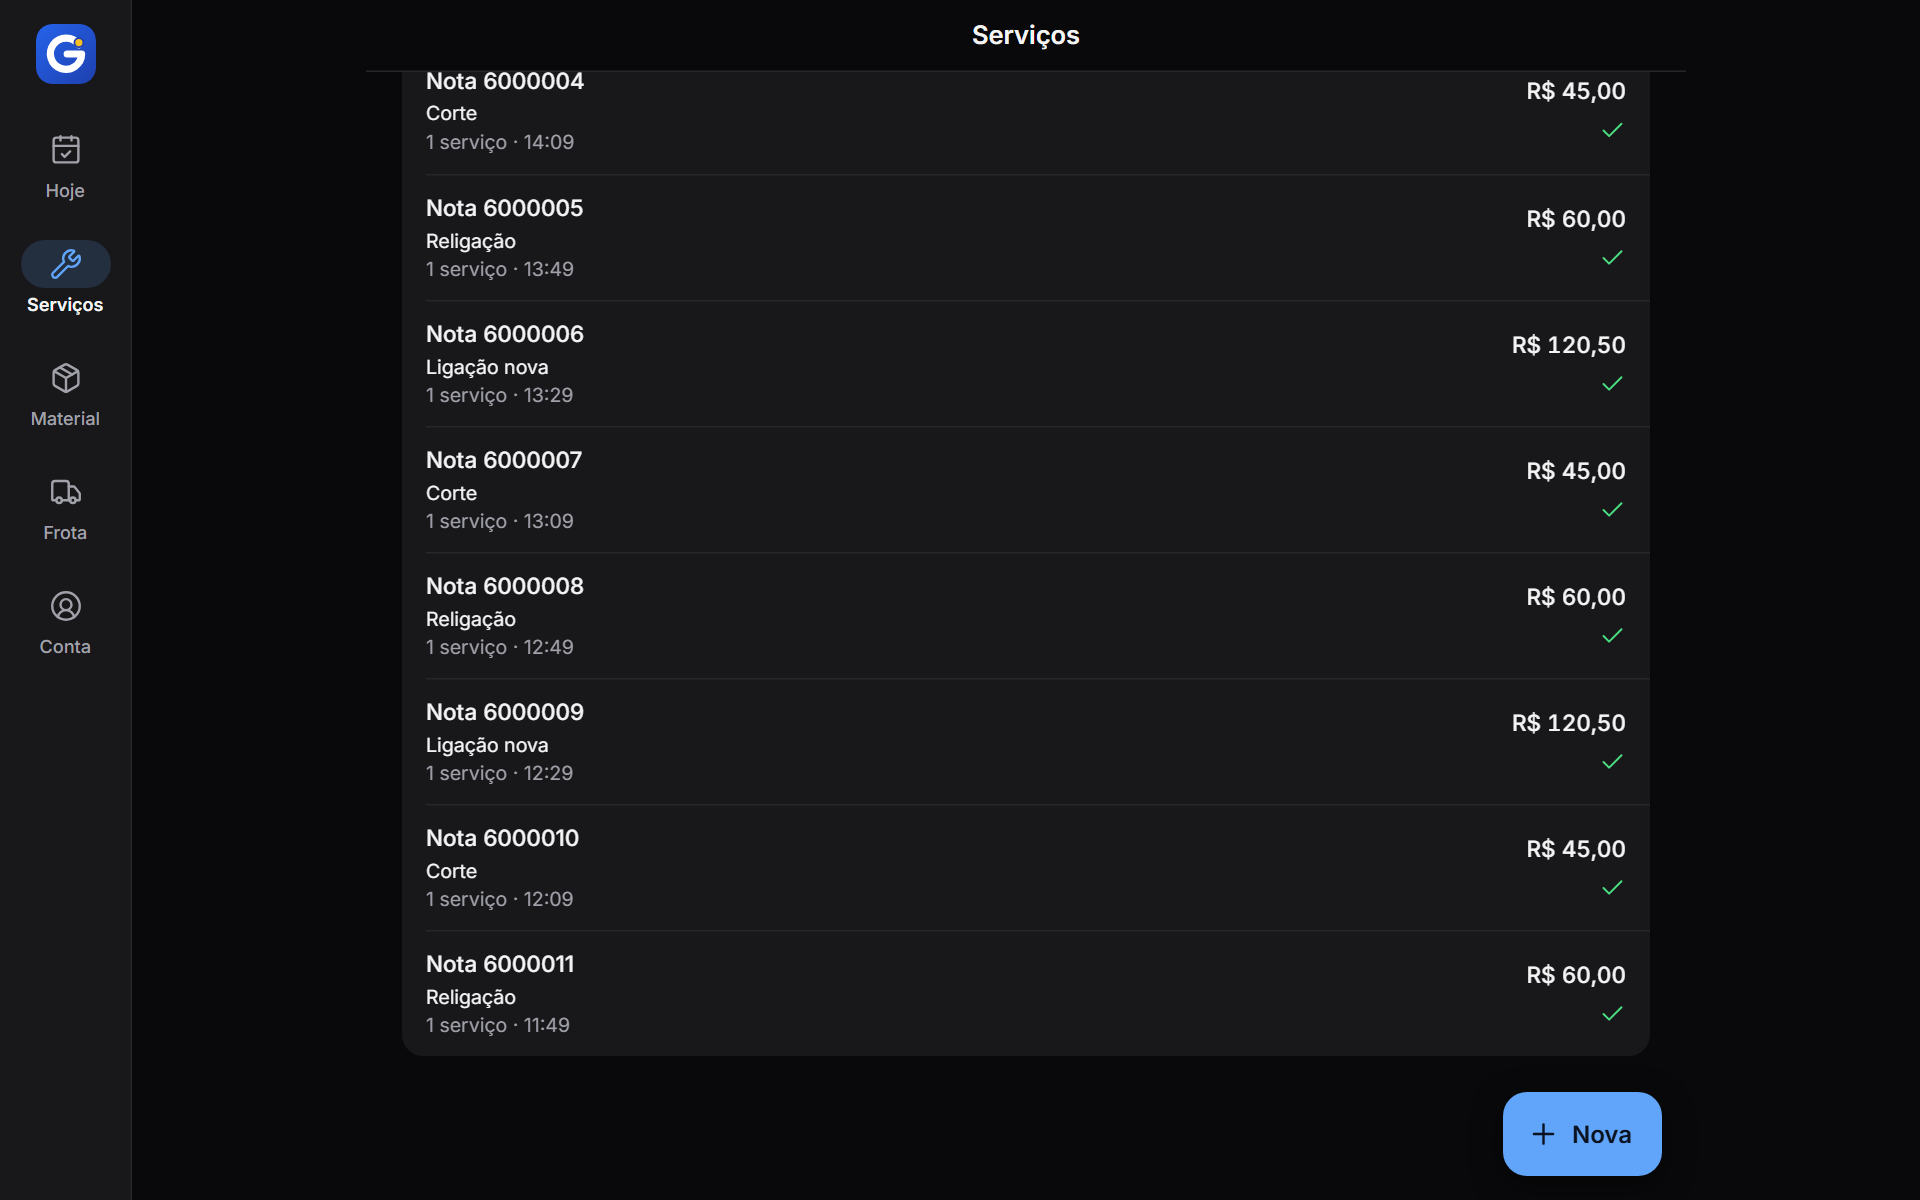 G
Hoje
Serviços
Material
Frota
Conta
Serviços
Nota 6000004
Corte
1 serviço · 14:09
R$ 45,00
Nota 6000005
Religação
1 serviço · 13:49
R$ 60,00
Nota 6000006
Ligação nova
1 serviço · 13:29
R$ 120,50
Nota 6000007
Corte
1 serviço · 13:09
R$ 45,00
Nota 6000008
Religação
1 serviço · 12:49
R$ 60,00
Nota 6000009
Ligação nova
1 serviço · 12:29
R$ 120,50
Nota 6000010
Corte
1 serviço · 12:09
R$ 45,00
Nota 6000011
Religação
1 serviço · 11:49
R$ 60,00
Nova